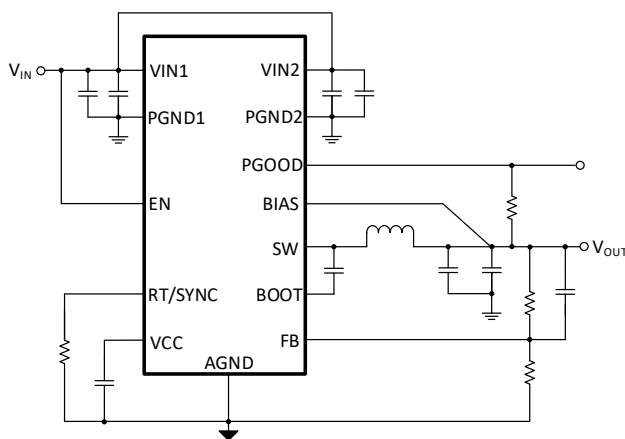 VIN
VIN1
VIN2
PGND1
PGND2
PGOOD
EN
BIAS
SW
VOUT
RT/SYNC
BOOT
VCC
FB
AGND